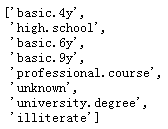 ['basic.4y',
'high.school',
'basic.6y',
'basic.9y',
'professional.course',
'unknown',
'university.degree',
'illiterate']